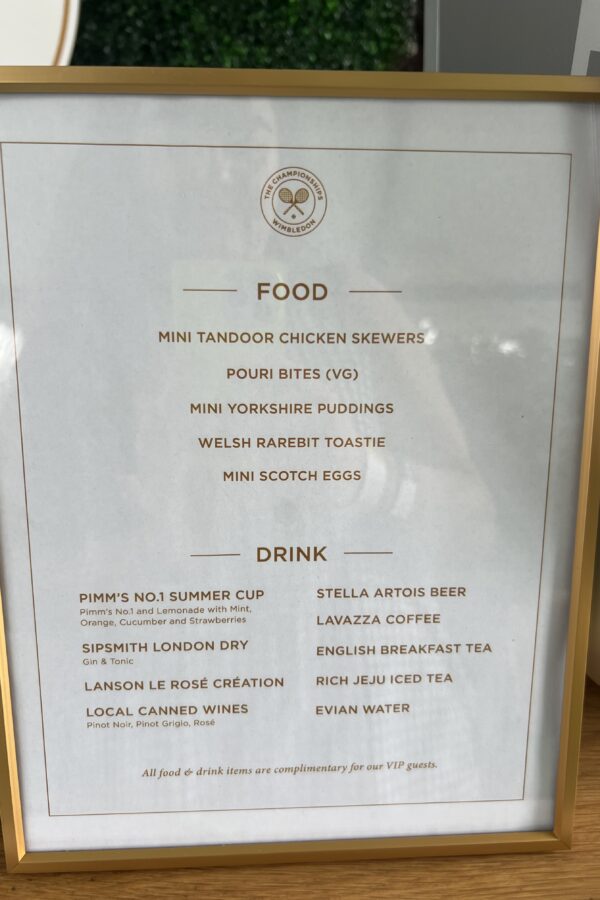 THE CHAMPIONSHIPS
WIMBLEDON
FOOD
MINI TANDOOR CHICKEN SKEWERS
POURI BITES (VG)
MINI YORKSHIRE PUDDINGS
WELSH RAREBIT TOASTIE
MINI SCOTCH EGGS
DRINK
PIMM'S NO.1 SUMMER CUP
Pimm's No.1 and Lemonade with Mint,
Orange, Cucumber and Strawberries
SIPSMITH LONDON DRY
Gin & Tonic
LANSON LE ROSÉ CRÉATION
LOCAL CANNED WINES
Pinot Noir, Pinot Grigio, Rosé
STELLA ARTOIS BEER
LAVAZZA COFFEE
ENGLISH BREAKFAST TEA
RICH JEJU ICED TEA
EVIAN WATER
All food & drink items are complimentary for our VIP guests.